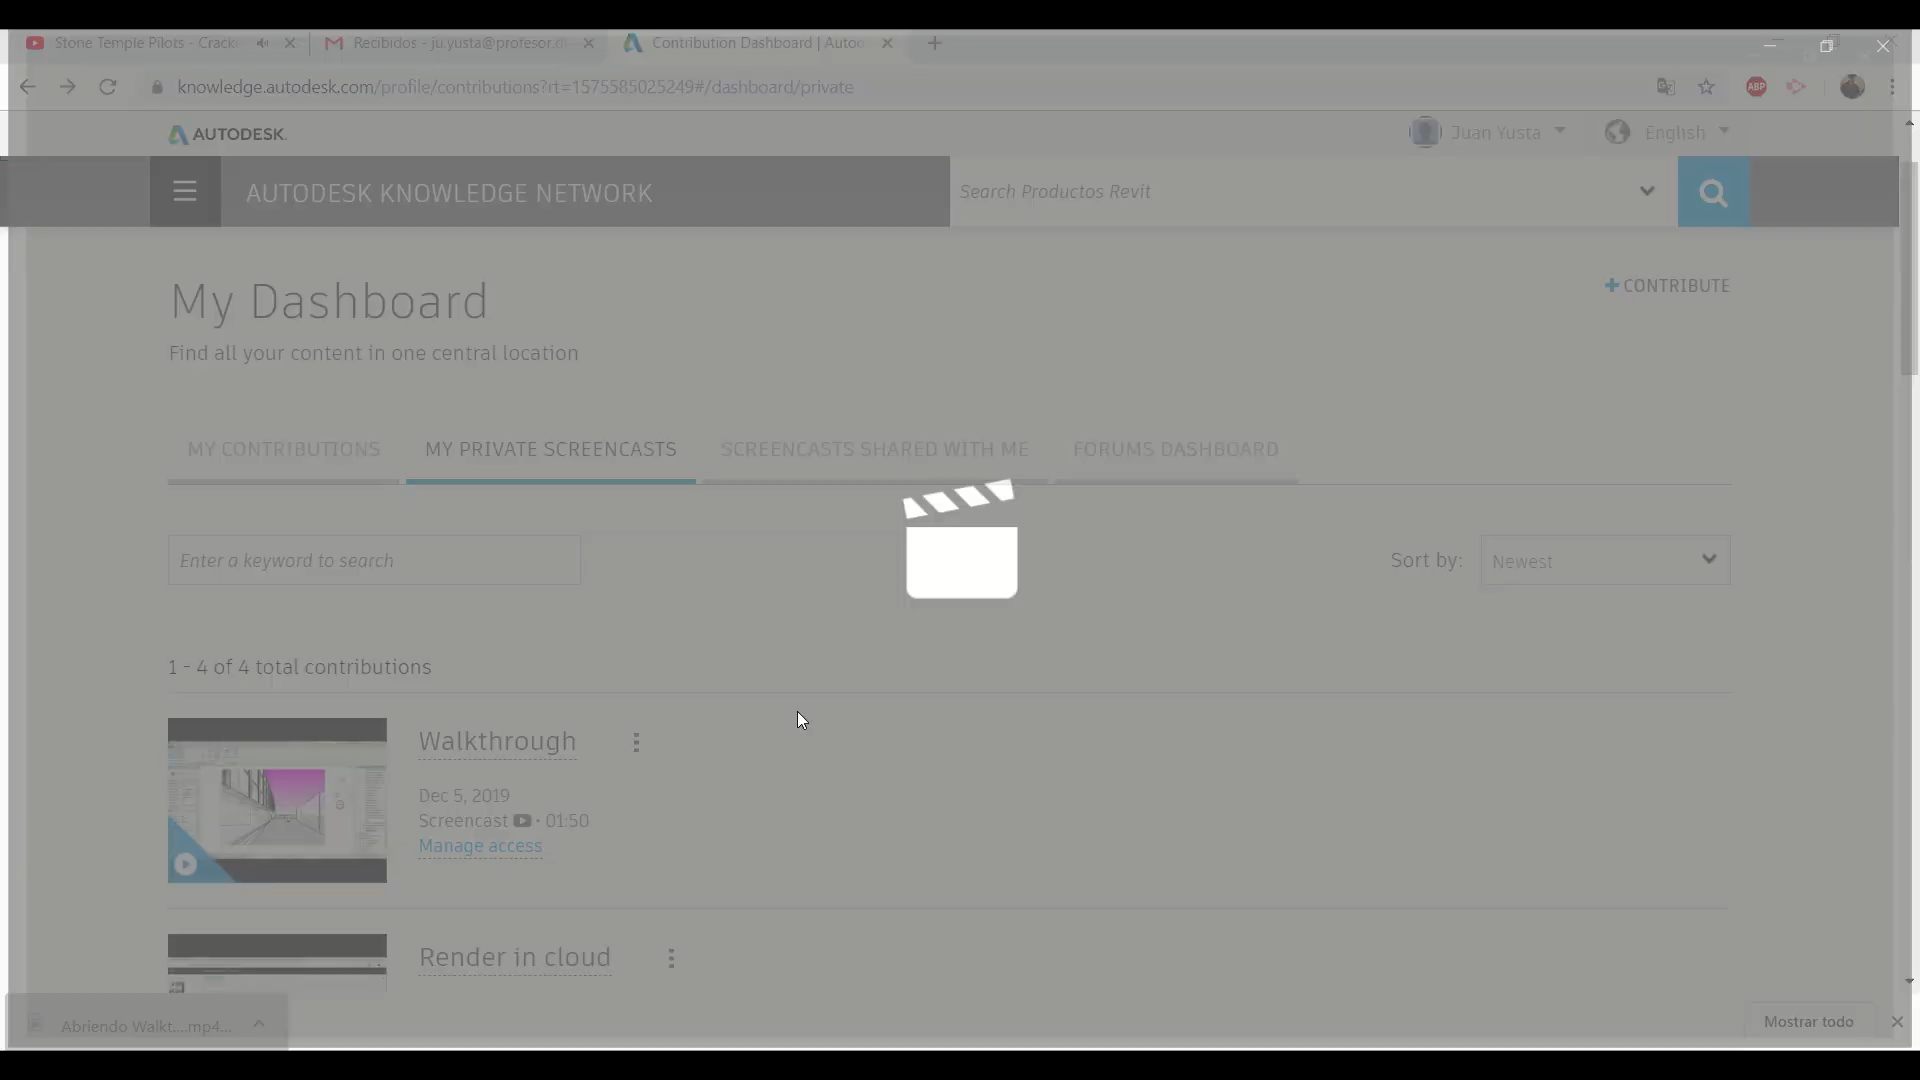 Stone Temple Pilots - Crack
Recibidos - ju.yusta@profesor.d
Contribution Dashboard | Autod
knowledge.autodesk.com/profile/contributions?rt=1575585025249#/dashboard/private
ABP
AUTODESK.
Juan Yusta
English
AUTODESK KNOWLEDGE NETWORK
Search Productos Revit
My Dashboard
+ CONTRIBUTE
Find all your content in one central location
MY CONTRIBUTIONS
MY PRIVATE SCREENCASTS
SCREENCASTS SHARED WITH ME
FORUMS DASHBOARD
Enter a keyword to search
Sort by:
Newest
1 - 4 of 4 total contributions
Walkthrough
Dec 5, 2019
Screencast · 01:50
Manage access
Render in cloud
Abriendo Walkt....mp4...
Mostrar todo